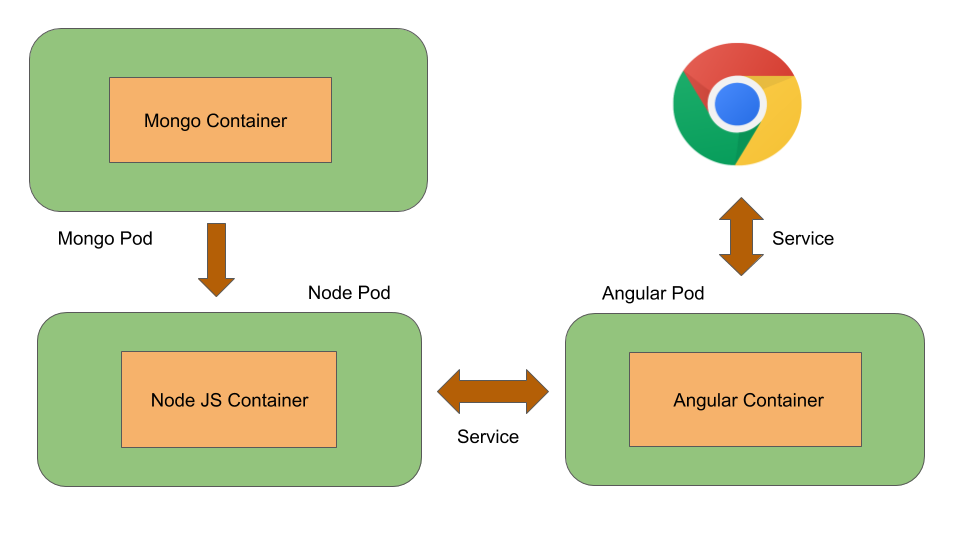 Mongo Container
Mongo Pod
Service
Node Pod
Angular Pod
Node JS Container
Angular Container
Service